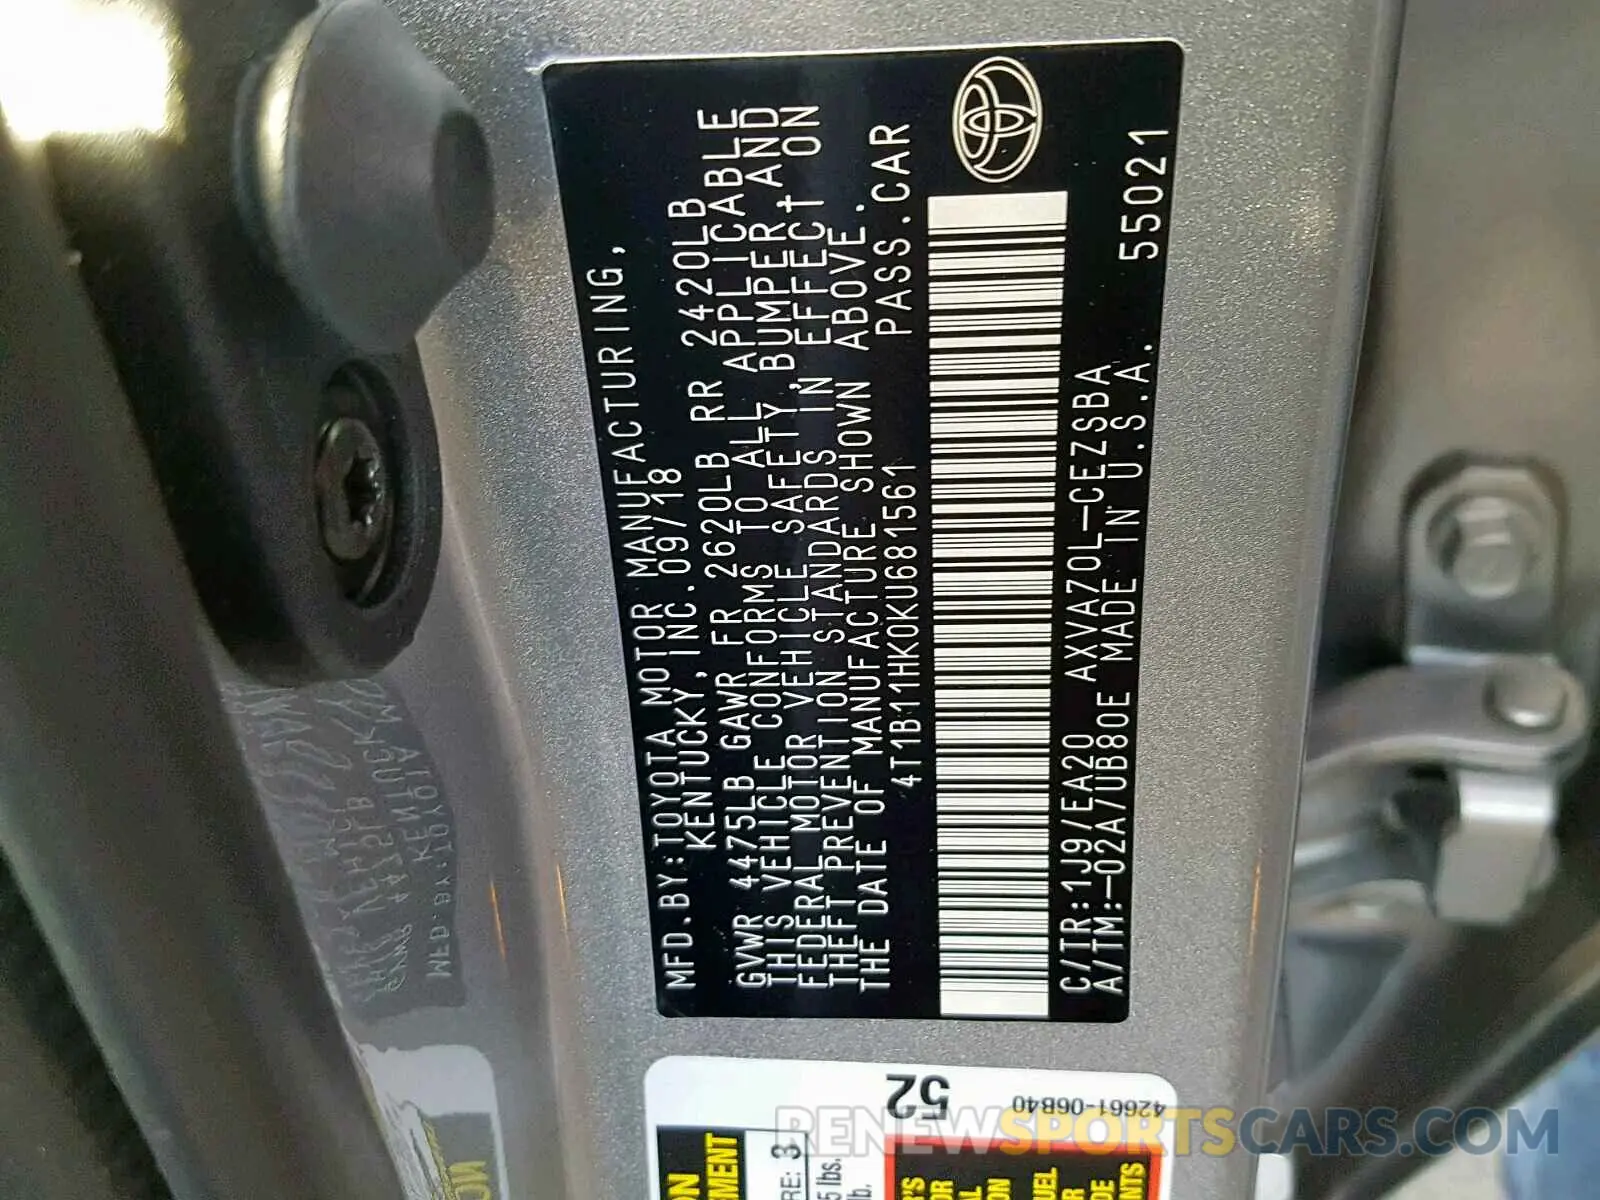 MFD.BY:TOYOTA MOTOR MANUFACTURING,
KENTUCKY, INC. 09/18
GVWR 4475LB GAWR FR 2620LB RR 2420LB
THIS VEHICLE CONFORMS TO ALL APPLICABLE
FEDERAL MOTOR VEHICLE SAFETY,BUMPER,AND
THEFT PREVENTION STANDARDS IN EFFECT ON
THE DATE OF MANUFACTURE SHOWN ABOVE.
4T1B11HK0KU681561 PASS.CAR
C/TR:1J9/EA20 AXVA70L-CEZSBA
A/TM:-02A/UB80E MADE IN U.S.A. 55021
52
42661-06B40
RENEWSPORTSCARS.COM